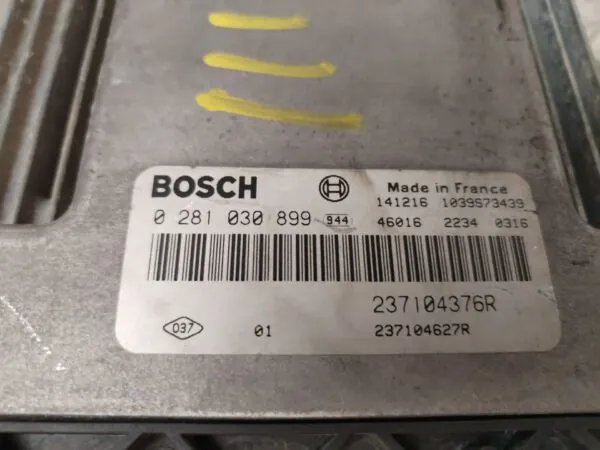 BOSCH
Made in France
141216 1039S73439
0 281 030 899 944 46016 2234 0316
237104376R
037 01 237104627R